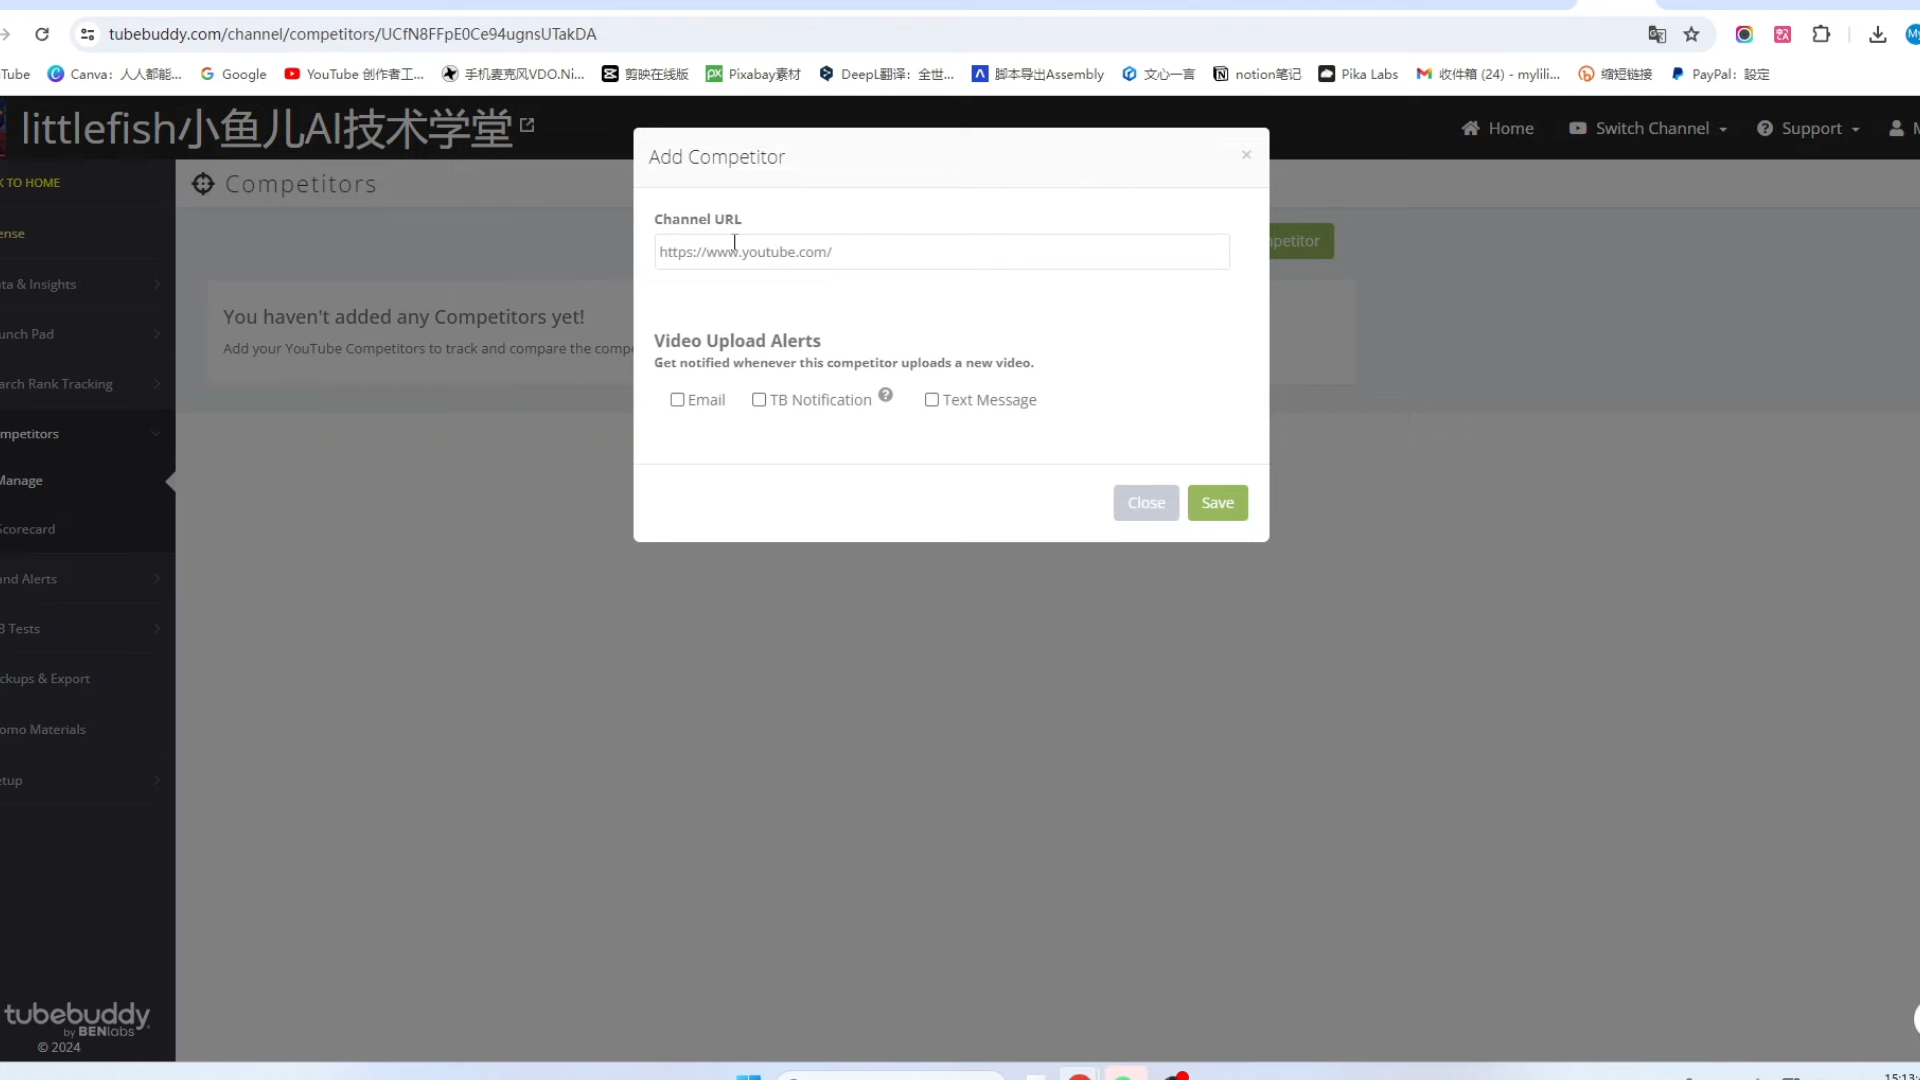 tubebuddy.com/channel/competitors/UCfN8FFpE0Ce94ugnsUTakDA
Tube Canva：人人都能... Google YouTube 创作者工... 手机麦克风VDO.Ni... 剪映在线版 Pixabay素材 DeepL翻译：全世... 脚本导出Assembly 文心一言 notion笔记 Pika Labs 收件箱 (24) - mylili... 缩短链接 PayPal：設定
littlefish小鱼儿AI技术学堂
Home Switch Channel Support
K TO HOME
Competitors
Add Competitor
×
Channel URL
https://www.youtube.com/
petitor
You haven't added any Competitors yet!
Add your YouTube Competitors to track and compare the compe
Video Upload Alerts
Get notified whenever this competitor uploads a new video.
Email TB Notification Text Message
Close Save
ense
ta & Insights
unch Pad
arch Rank Tracking
mpetitors
Manage
Scorecard
and Alerts
B Tests
ckups & Export
omo Materials
etup
tubebuddy
by BENlabs
© 2024